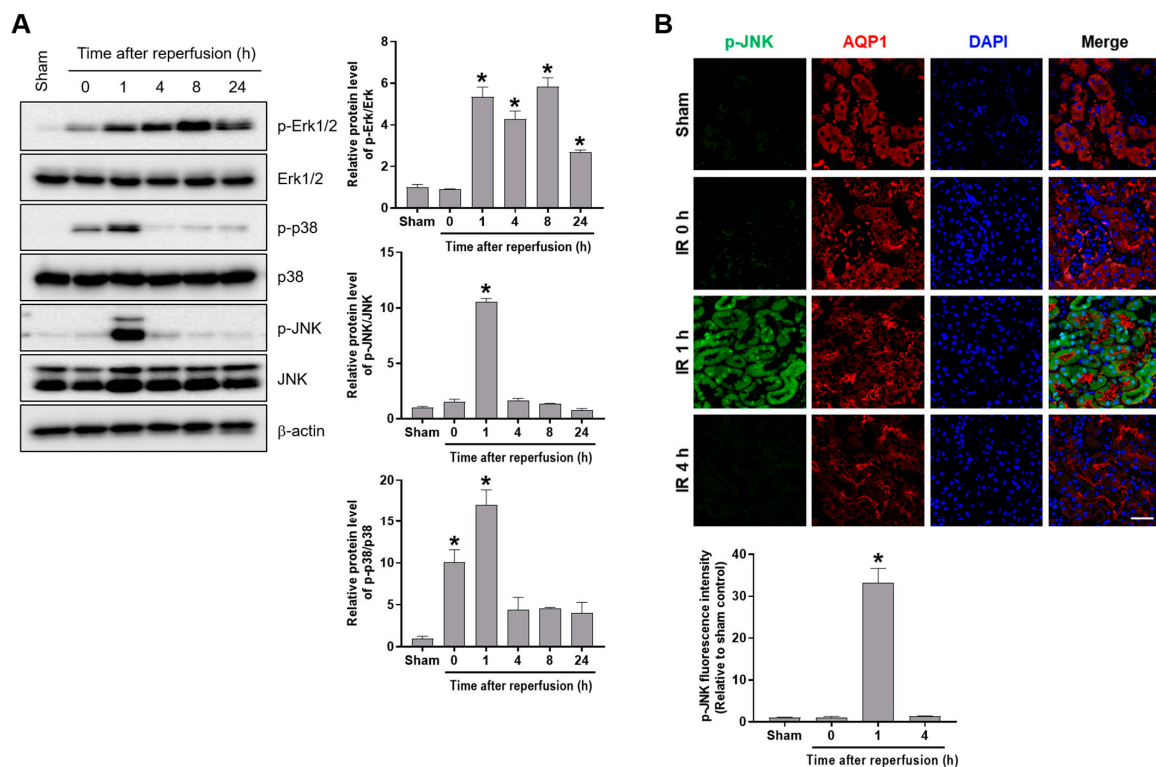 A
Sham
Time after reperfusion (h)
0 1 4 8 24
p-Erk1/2
Erk1/2
p-p38
p38
p-JNK
JNK
β-actin
Relative protein level
of p-Erk/Erk
8
6
4
2
0
* * * *
Sham 0 1 4 8 24
Time after reperfusion (h)
Relative protein level
of p-JNK/JNK
15
10
5
0
*
Sham 0 1 4 8 24
Time after reperfusion (h)
Relative protein level
of p-p38/p38
20
15
10
5
0
* *
Sham 0 1 4 8 24
Time after reperfusion (h)
B
p-JNK AQP1 DAPI Merge
Sham
IR 0 h
IR 1 h
IR 4 h
p-JNK fluorescence intensity
(Relative to sham control)
40
30
20
10
0
*
Sham 0 1 4
Time after reperfusion (h)